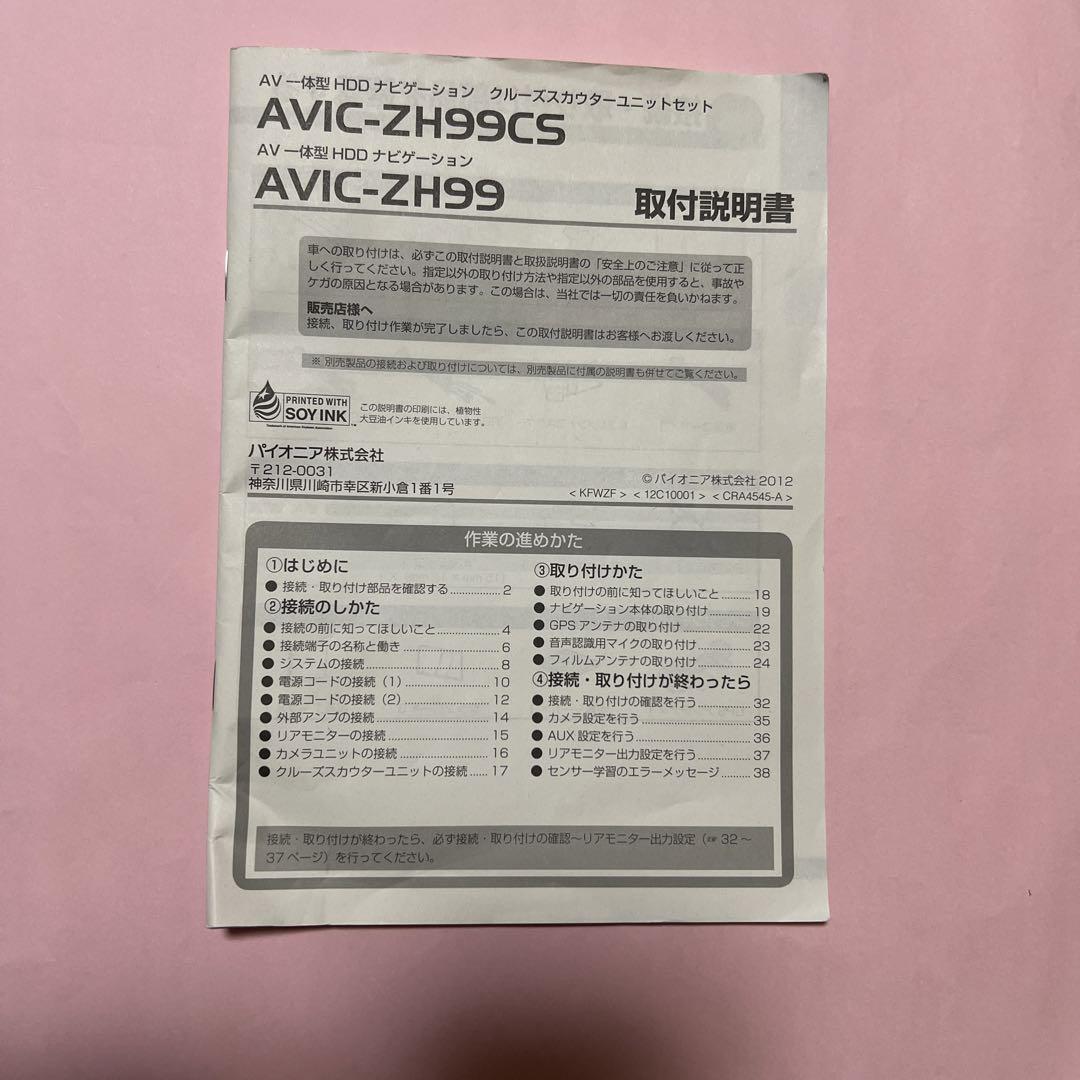 AV一体型HDDナビゲーション　クルーズスカウターユニットセット
AVIC-ZH99CS
AV一体型HDDナビゲーション
AVIC-ZH99
取付説明書
車への取り付けは、必ずこの取付説明書と取扱説明書の「安全上のご注意」に従って正
しく行ってください。指定以外の取り付け方法や指定以外の部品を使用すると、事故や
ケガの原因となる場合があります。この場合は、当社では一切の責任を負いかねます。
販売店様へ
接続、取り付け作業が完了しましたら、この取付説明書はお客様へお渡しください。
※ 別売製品の接続および取り付けについては、別売製品に付属の説明書も併せてご覧ください。
PRINTED WITH
SOY INK
この説明書の印刷には、植物性
大豆油インキを使用しています。
パイオニア株式会社
〒212-0031
神奈川県川崎市幸区新小倉1番1号
©パイオニア株式会社 2012
< KFWZF > < 12C10001 > < CRA4545-A >
作業の進めかた
①はじめに
● 接続・取り付け部品を確認する................2
②接続のしかた
● 接続の前に知ってほしいこと....................4
● 接続端子の名称と働き................................6
● システムの接続............................................8
● 電源コードの接続（1）............................10
● 電源コードの接続（2）............................12
● 外部アンプの接続......................................14
● リアモニターの接続..................................15
● カメラユニットの接続..............................16
● クルーズスカウターユニットの接続......17
③取り付けかた
● 取り付けの前に知ってほしいこと..........18
● ナビゲーション本体の取り付け..............19
● GPSアンテナの取り付け........................22
● 音声認識用マイクの取り付け..................23
● フィルムアンテナの取り付け..................24
④接続・取り付けが終わったら
● 接続・取り付けの確認を行う..................32
● カメラ設定を行う......................................35
● AUX設定を行う........................................36
● リアモニター出力設定を行う..................37
● センサー学習のエラーメッセージ..........38
接続・取り付けが終わったら、必ず接続・取り付けの確認～リアモニター出力設定（☞ 32～
37ページ）を行ってください。